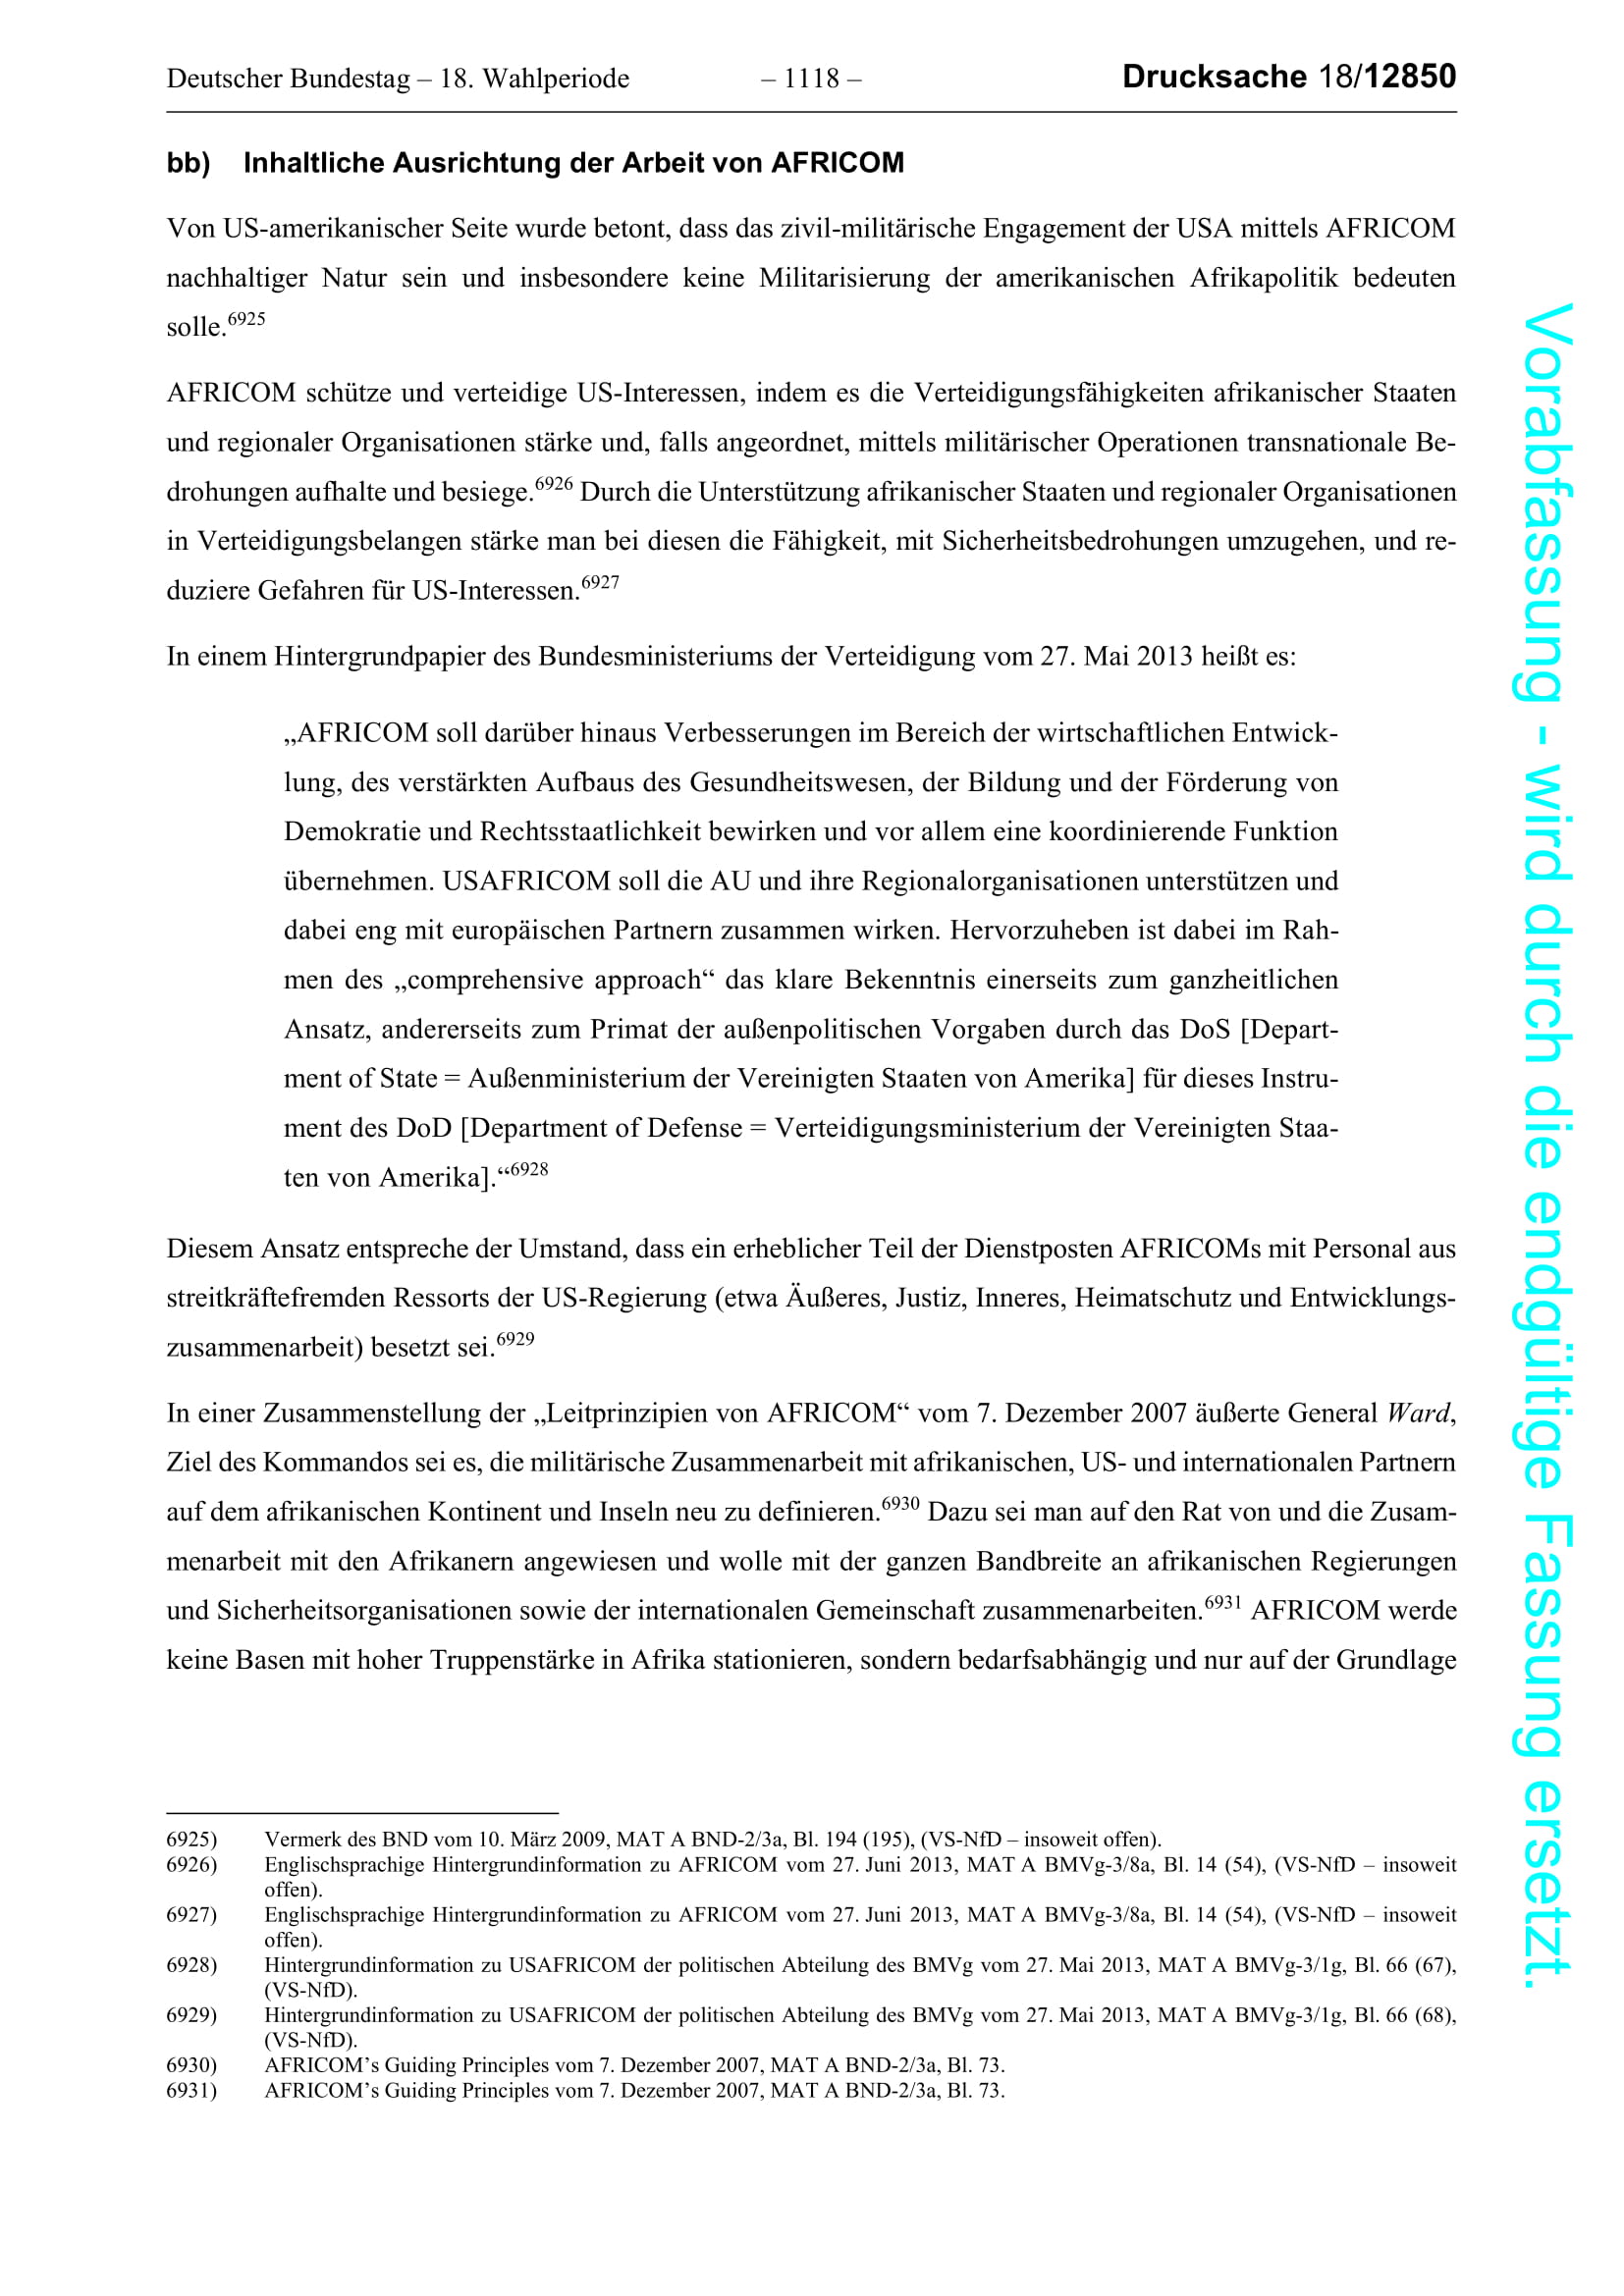 Deutscher Bundestag – 18. Wahlperiode – 1118 – Drucksache 18/12850
bb) Inhaltliche Ausrichtung der Arbeit von AFRICOM
Von US-amerikanischer Seite wurde betont, dass das zivil-militärische Engagement der USA mittels AFRICOM
nachhaltiger Natur sein und insbesondere keine Militarisierung der amerikanischen Afrikapolitik bedeuten
solle.6925
AFRICOM schütze und verteidige US-Interessen, indem es die Verteidigungsfähigkeiten afrikanischer Staaten
und regionaler Organisationen stärke und, falls angeordnet, mittels militärischer Operationen transnationale Be-
drohungen aufhalte und besiege.6926 Durch die Unterstützung afrikanischer Staaten und regionaler Organisationen
in Verteidigungsbelangen stärke man bei diesen die Fähigkeit, mit Sicherheitsbedrohungen umzugehen, und re-
duziere Gefahren für US-Interessen.6927
In einem Hintergrundpapier des Bundesministeriums der Verteidigung vom 27. Mai 2013 heißt es:
„AFRICOM soll darüber hinaus Verbesserungen im Bereich der wirtschaftlichen Entwick-
lung, des verstärkten Aufbaus des Gesundheitswesen, der Bildung und der Förderung von
Demokratie und Rechtsstaatlichkeit bewirken und vor allem eine koordinierende Funktion
übernehmen. USAFRICOM soll die AU und ihre Regionalorganisationen unterstützen und
dabei eng mit europäischen Partnern zusammen wirken. Hervorzuheben ist dabei im Rah-
men des „comprehensive approach“ das klare Bekenntnis einerseits zum ganzheitlichen
Ansatz, andererseits zum Primat der außenpolitischen Vorgaben durch das DoS [Depart-
ment of State = Außenministerium der Vereinigten Staaten von Amerika] für dieses Instru-
ment des DoD [Department of Defense = Verteidigungsministerium der Vereinigten Staa-
ten von Amerika].“6928
Diesem Ansatz entspreche der Umstand, dass ein erheblicher Teil der Dienstposten AFRICOMs mit Personal aus
streitkräftefremden Ressorts der US-Regierung (etwa Äußeres, Justiz, Inneres, Heimatschutz und Entwicklungs-
zusammenarbeit) besetzt sei.6929
In einer Zusammenstellung der „Leitprinzipien von AFRICOM“ vom 7. Dezember 2007 äußerte General Ward,
Ziel des Kommandos sei es, die militärische Zusammenarbeit mit afrikanischen, US- und internationalen Partnern
auf dem afrikanischen Kontinent und Inseln neu zu definieren.6930 Dazu sei man auf den Rat von und die Zusam-
menarbeit mit den Afrikanern angewiesen und wolle mit der ganzen Bandbreite an afrikanischen Regierungen
und Sicherheitsorganisationen sowie der internationalen Gemeinschaft zusammenarbeiten.6931 AFRICOM werde
keine Basen mit hoher Truppenstärke in Afrika stationieren, sondern bedarfsabhängig und nur auf der Grundlage
6925) Vermerk des BND vom 10. März 2009, MAT A BND-2/3a, Bl. 194 (195), (VS-NfD – insoweit offen).
6926) Englischsprachige Hintergrundinformation zu AFRICOM vom 27. Juni 2013, MAT A BMVg-3/8a, Bl. 14 (54), (VS-NfD – insoweit
offen).
6927) Englischsprachige Hintergrundinformation zu AFRICOM vom 27. Juni 2013, MAT A BMVg-3/8a, Bl. 14 (54), (VS-NfD – insoweit
offen).
6928) Hintergrundinformation zu USAFRICOM der politischen Abteilung des BMVg vom 27. Mai 2013, MAT A BMVg-3/1g, Bl. 66 (67),
(VS-NfD).
6929) Hintergrundinformation zu USAFRICOM der politischen Abteilung des BMVg vom 27. Mai 2013, MAT A BMVg-3/1g, Bl. 66 (68),
(VS-NfD).
6930) AFRICOM’s Guiding Principles vom 7. Dezember 2007, MAT A BND-2/3a, Bl. 73.
6931) AFRICOM’s Guiding Principles vom 7. Dezember 2007, MAT A BND-2/3a, Bl. 73.
Vorabfassung - wird durch die endgültige Fassung ersetzt.